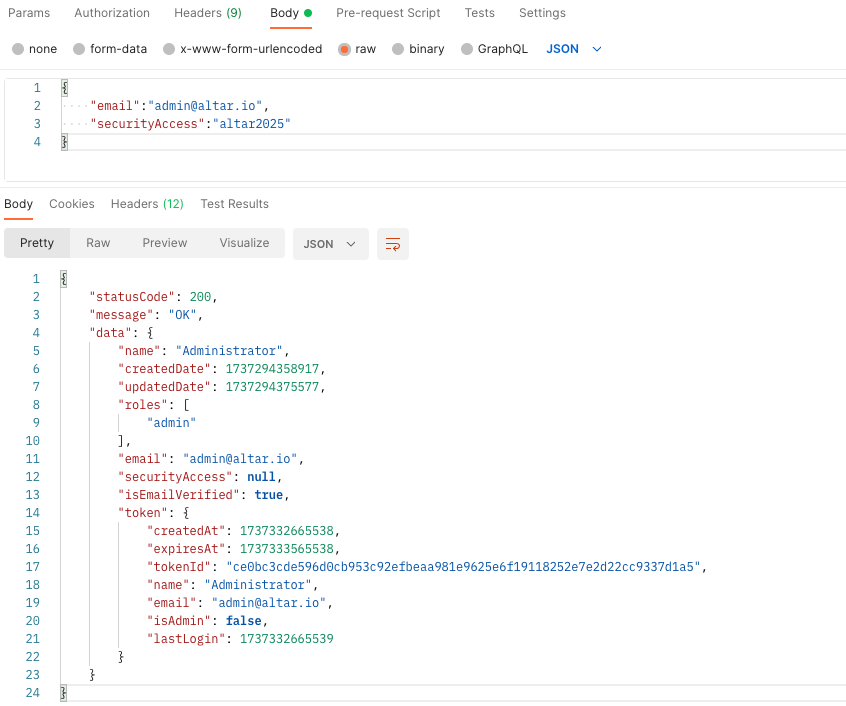 Params Authorization Headers (9) Body Pre-request Script Tests Settings
none form-data x-www-form-urlencoded raw binary GraphQL JSON
1 {
2 "email":"admin@altar.io",
3 "securityAccess":"altar2025"
4 }
Body Cookies Headers (12) Test Results
Pretty Raw Preview Visualize JSON
1 {
2 "statusCode": 200,
3 "message": "OK",
4 "data": {
5 "name": "Administrator",
6 "createdDate": 1737294358917,
7 "updatedDate": 1737294375577,
8 "roles": [
9 "admin"
10 ],
11 "email": "admin@altar.io",
12 "securityAccess": null,
13 "isEmailVerified": true,
14 "token": {
15 "createdAt": 1737332665538,
16 "expiresAt": 1737333565538,
17 "tokenId": "ce0bc3cde596d0cb953c92efbeaa981e9625e6f19118252e7e2d22cc9337d1a5",
18 "name": "Administrator",
19 "email": "admin@altar.io",
20 "isAdmin": false,
21 "lastLogin": 1737332665539
22 }
23 }
24 }